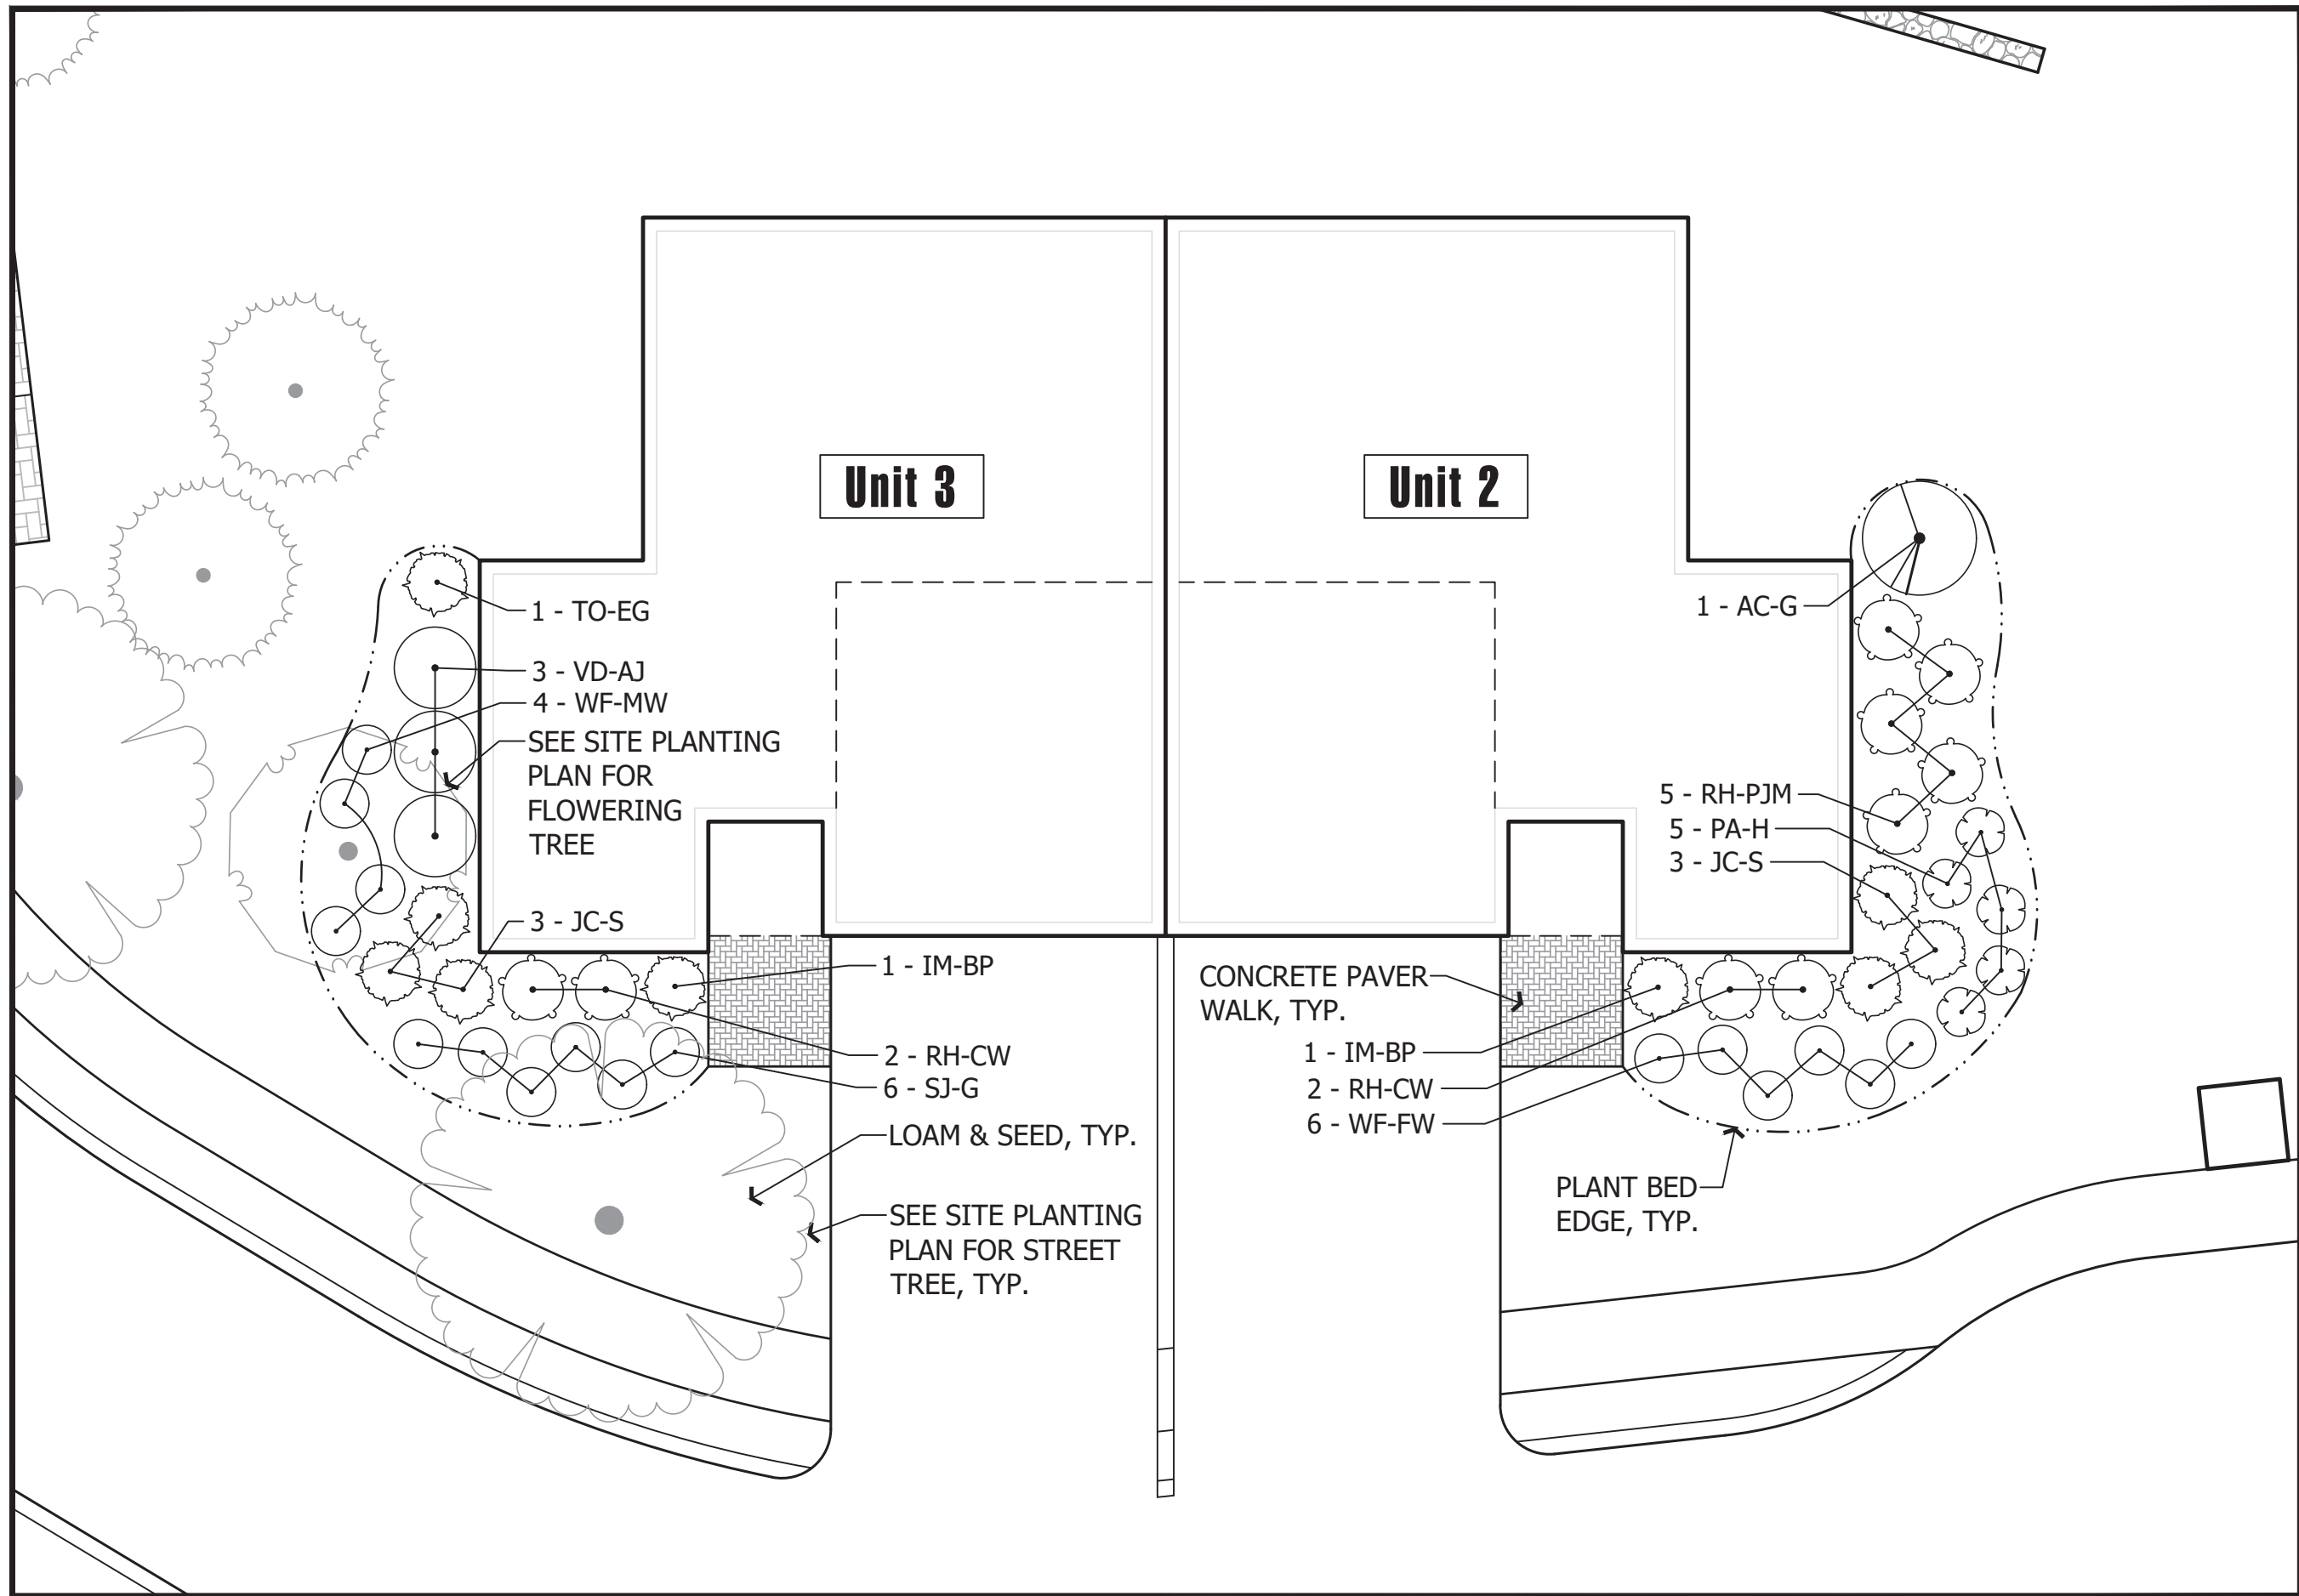 Unit 3
Unit 2
1 - TO-EG
3 - VD-AJ
4 - WF-MW
SEE SITE PLANTING
PLAN FOR
FLOWERING
TREE
3 - JC-S
1 - IM-BP
2 - RH-CW
6 - SJ-G
LOAM & SEED, TYP.
SEE SITE PLANTING
PLAN FOR STREET
TREE, TYP.
1 - AC-G
5 - RH-PJM
5 - PA-H
3 - JC-S
CONCRETE PAVER
WALK, TYP.
1 - IM-BP
2 - RH-CW
6 - WF-FW
PLANT BED
EDGE, TYP.